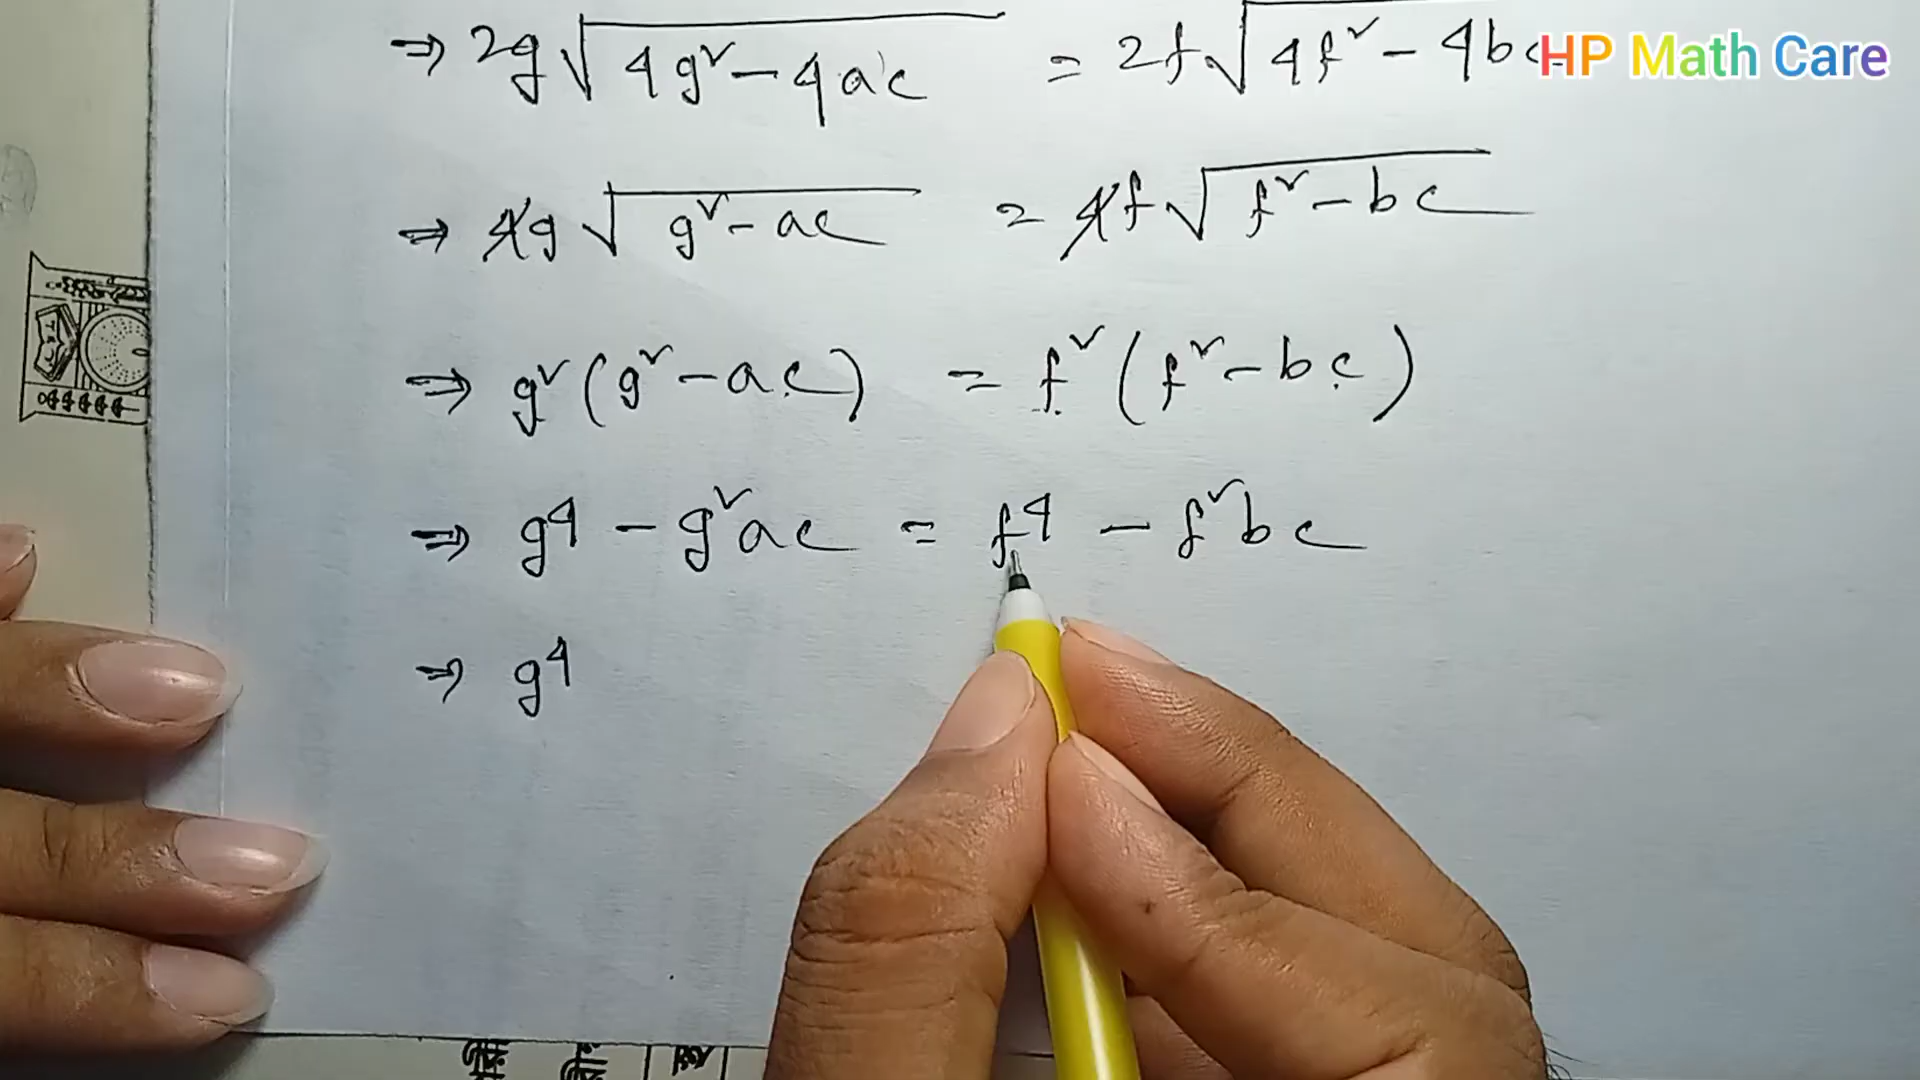 ⇒ 2g√(4g² - 4ac) = 2f√(4f² - 4bc
HP Math Care
⇒ 4g√(g² - ac) = 4f√(f² - bc)
⇒ g²(g² - ac) = f²(f² - bc)
⇒ g⁴ - g²ac = f⁴ - f²bc
⇒ g⁴